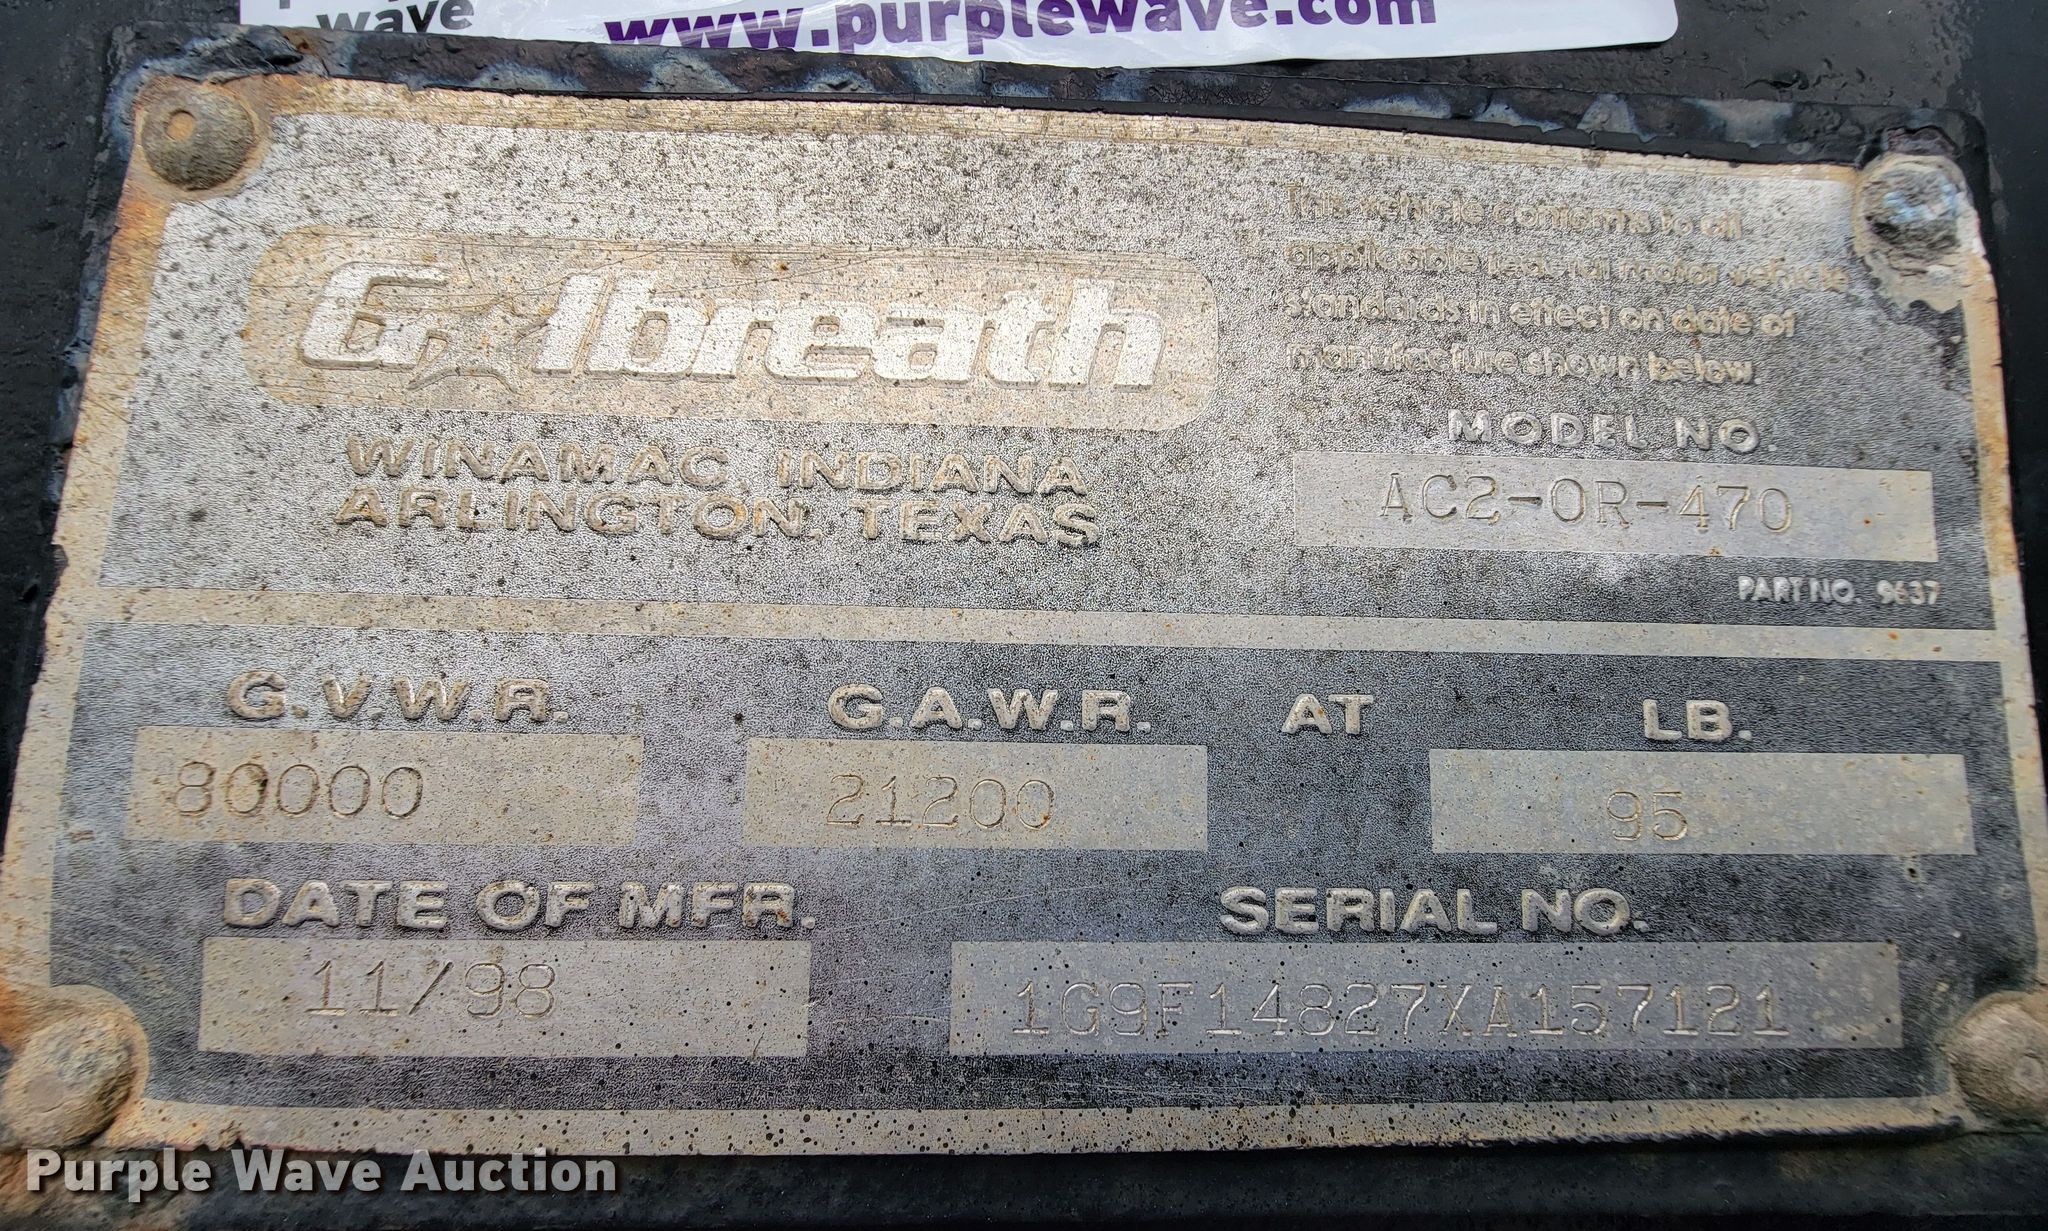 wave
www.purplewave.com
Galbreath
WINAMAC, INDIANA
ARLINGTON, TEXAS
This vehicle conforms to all
applicable federal motor vehicle
standards in effect on date of
manufacture shown below.
MODEL NO.
AC2-OR-470
PART NO. 9637
G.V.W.R. G.A.W.R. AT LB.
80000 21200 95
DATE OF MFR. SERIAL NO.
11/98 1G9F14827XA157121
Purple Wave Auction